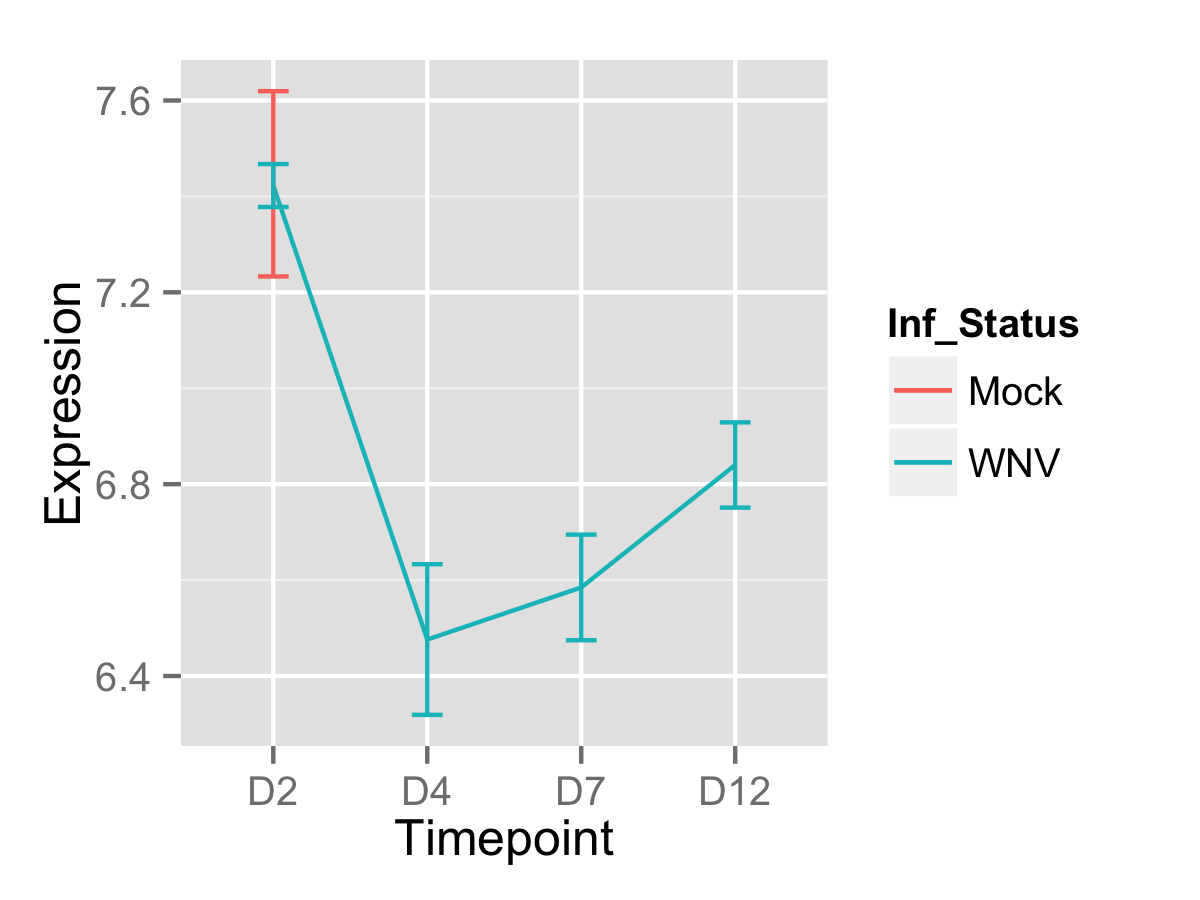 7.6
7.2
6.8
6.4
Expression
D2 D4 D7 D12
Timepoint
Inf_Status
Mock
WNV